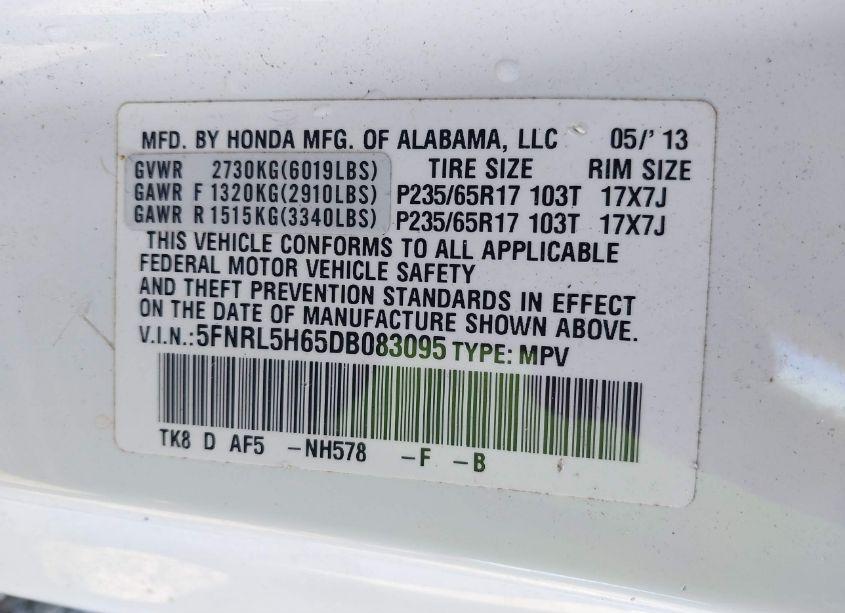 MFD. BY HONDA MFG. OF ALABAMA, LLC 05/' 13
GVWR 2730KG(6019LBS) TIRE SIZE RIM SIZE
GAWR F 1320KG(2910LBS) P235/65R17 103T 17X7J
GAWR R 1515KG(3340LBS) P235/65R17 103T 17X7J
THIS VEHICLE CONFORMS TO ALL APPLICABLE
FEDERAL MOTOR VEHICLE SAFETY
AND THEFT PREVENTION STANDARDS IN EFFECT
ON THE DATE OF MANUFACTURE SHOWN ABOVE.
V.I.N.:5FNRL5H65DB083095 TYPE: MPV
TK8 D AF5 -NH578 -F -B